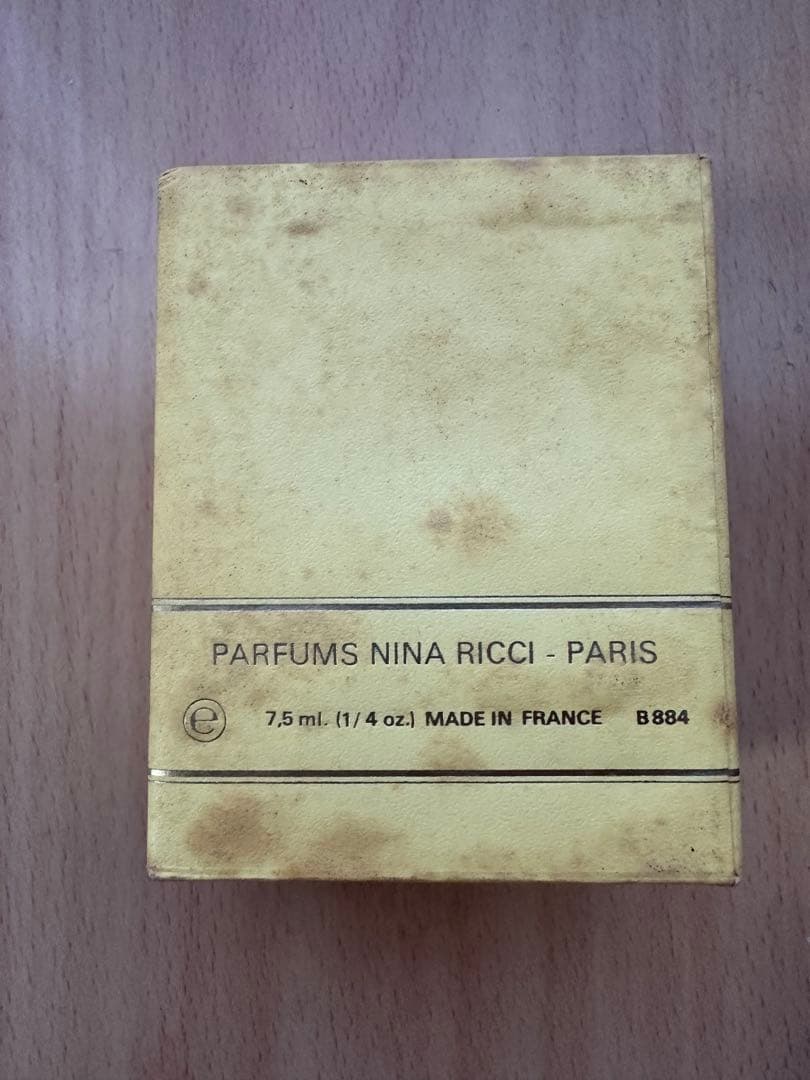 PARFUMS NINA RICCI - PARIS
e 7,5 ml. (1/4 oz.) MADE IN FRANCE B884